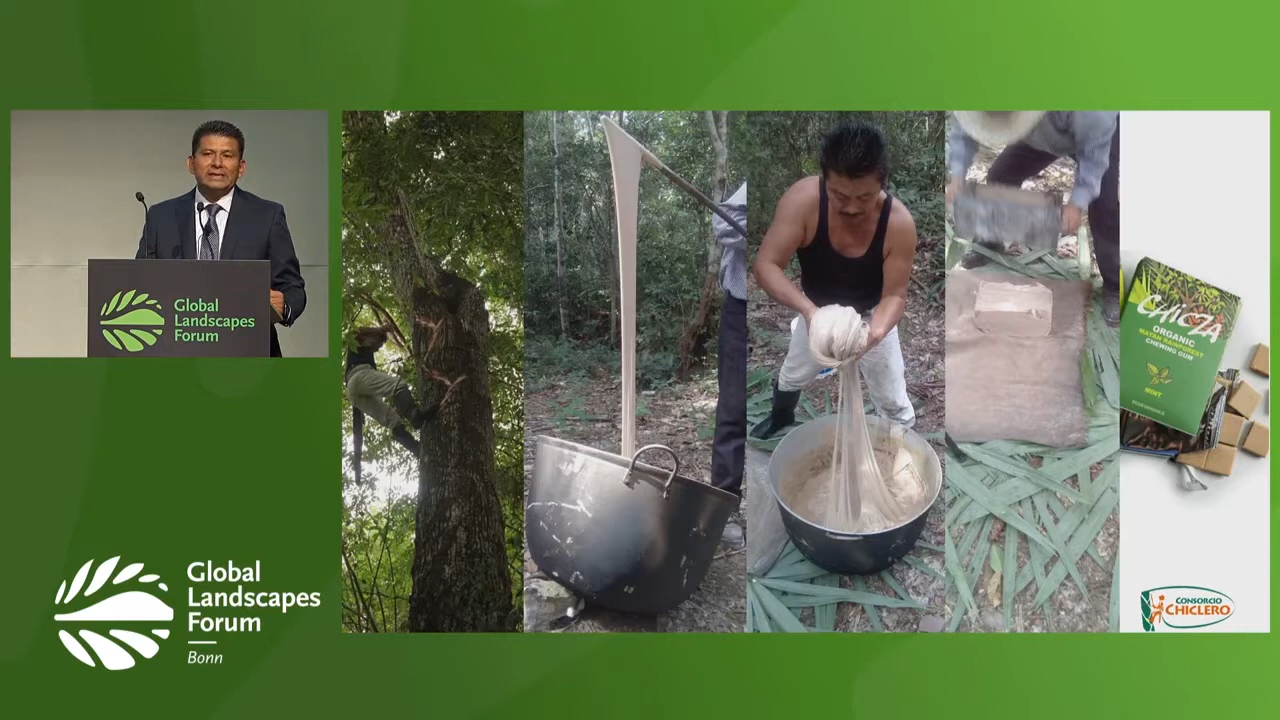 Global
Landscapes
Forum
Global
Landscapes
Forum
Bonn
CHICZA
ORGANIC
MAYAN RAINFOREST
CHEWING GUM
MINT
CONSORCIO
CHICLERO